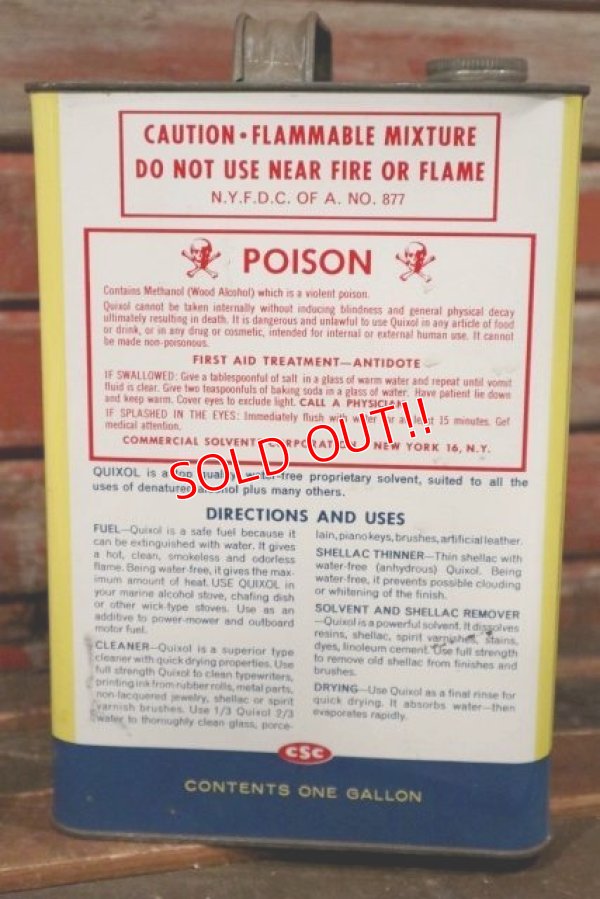 CAUTION • FLAMMABLE MIXTURE
DO NOT USE NEAR FIRE OR FLAME
N.Y.F.D.C. OF A. NO. 877
POISON
Contains Methanol (Wood Alcohol) which is a violent poison.
Quixol cannot be taken internally without inducing blindness and general physical decay
ultimately resulting in death. It is dangerous and unlawful to use Quixol in any article of food
or drink, or in any drug or cosmetic, intended for internal or external human use. It cannot
be made non-poisonous.
FIRST AID TREATMENT—ANTIDOTE
IF SWALLOWED: Give a tablespoonful of salt in a glass of warm water and repeat until vomit
fluid is clear. Give two teaspoonfuls of baking soda in a glass of water. Have patient lie down
and keep warm. Cover eyes to exclude light. CALL A PHYSICIAN
IF SPLASHED IN THE EYES: Immediately flush with water for at least 15 minutes. Get
medical attention.
COMMERCIAL SOLVENTS CORPORATION NEW YORK 16, N.Y.
SOLD OUT!!
QUIXOL is a top quality water-free proprietary solvent, suited to all the
uses of denatured alcohol plus many others.
DIRECTIONS AND USES
FUEL—Quixol is a safe fuel because it
can be extinguished with water. It gives
a hot, clean, smokeless and odorless
flame. Being water-free, it gives the max-
imum amount of heat. USE QUIXOL in
your marine alcohol stove, chafing dish
or other wick-type stoves. Use as an
additive to power-mower and outboard
motor fuel.
CLEANER—Quixol is a superior type
cleaner with quick drying properties. Use
full strength Quixol to clean typewriters,
printing ink from rubber rolls, metal parts,
non-lacquered jewelry, shellac or spirit
varnish brushes. Use 1/3 Quixol 2/3
water to thoroughly clean glass, porce-
lain, piano keys, brushes, artificial leather.
SHELLAC THINNER—Thin shellac with
water-free (anhydrous) Quixol. Being
water-free, it prevents possible clouding
or whitening of the finish.
SOLVENT AND SHELLAC REMOVER
—Quixol is a powerful solvent. It dissolves
resins, shellac, spirit varnishes, stains,
dyes, linoleum cement. Use full strength
to remove old shellac from finishes and
brushes.
DRYING—Use Quixol as a final rinse for
quick drying. It absorbs water—then
evaporates rapidly.
CSC
CONTENTS ONE GALLON